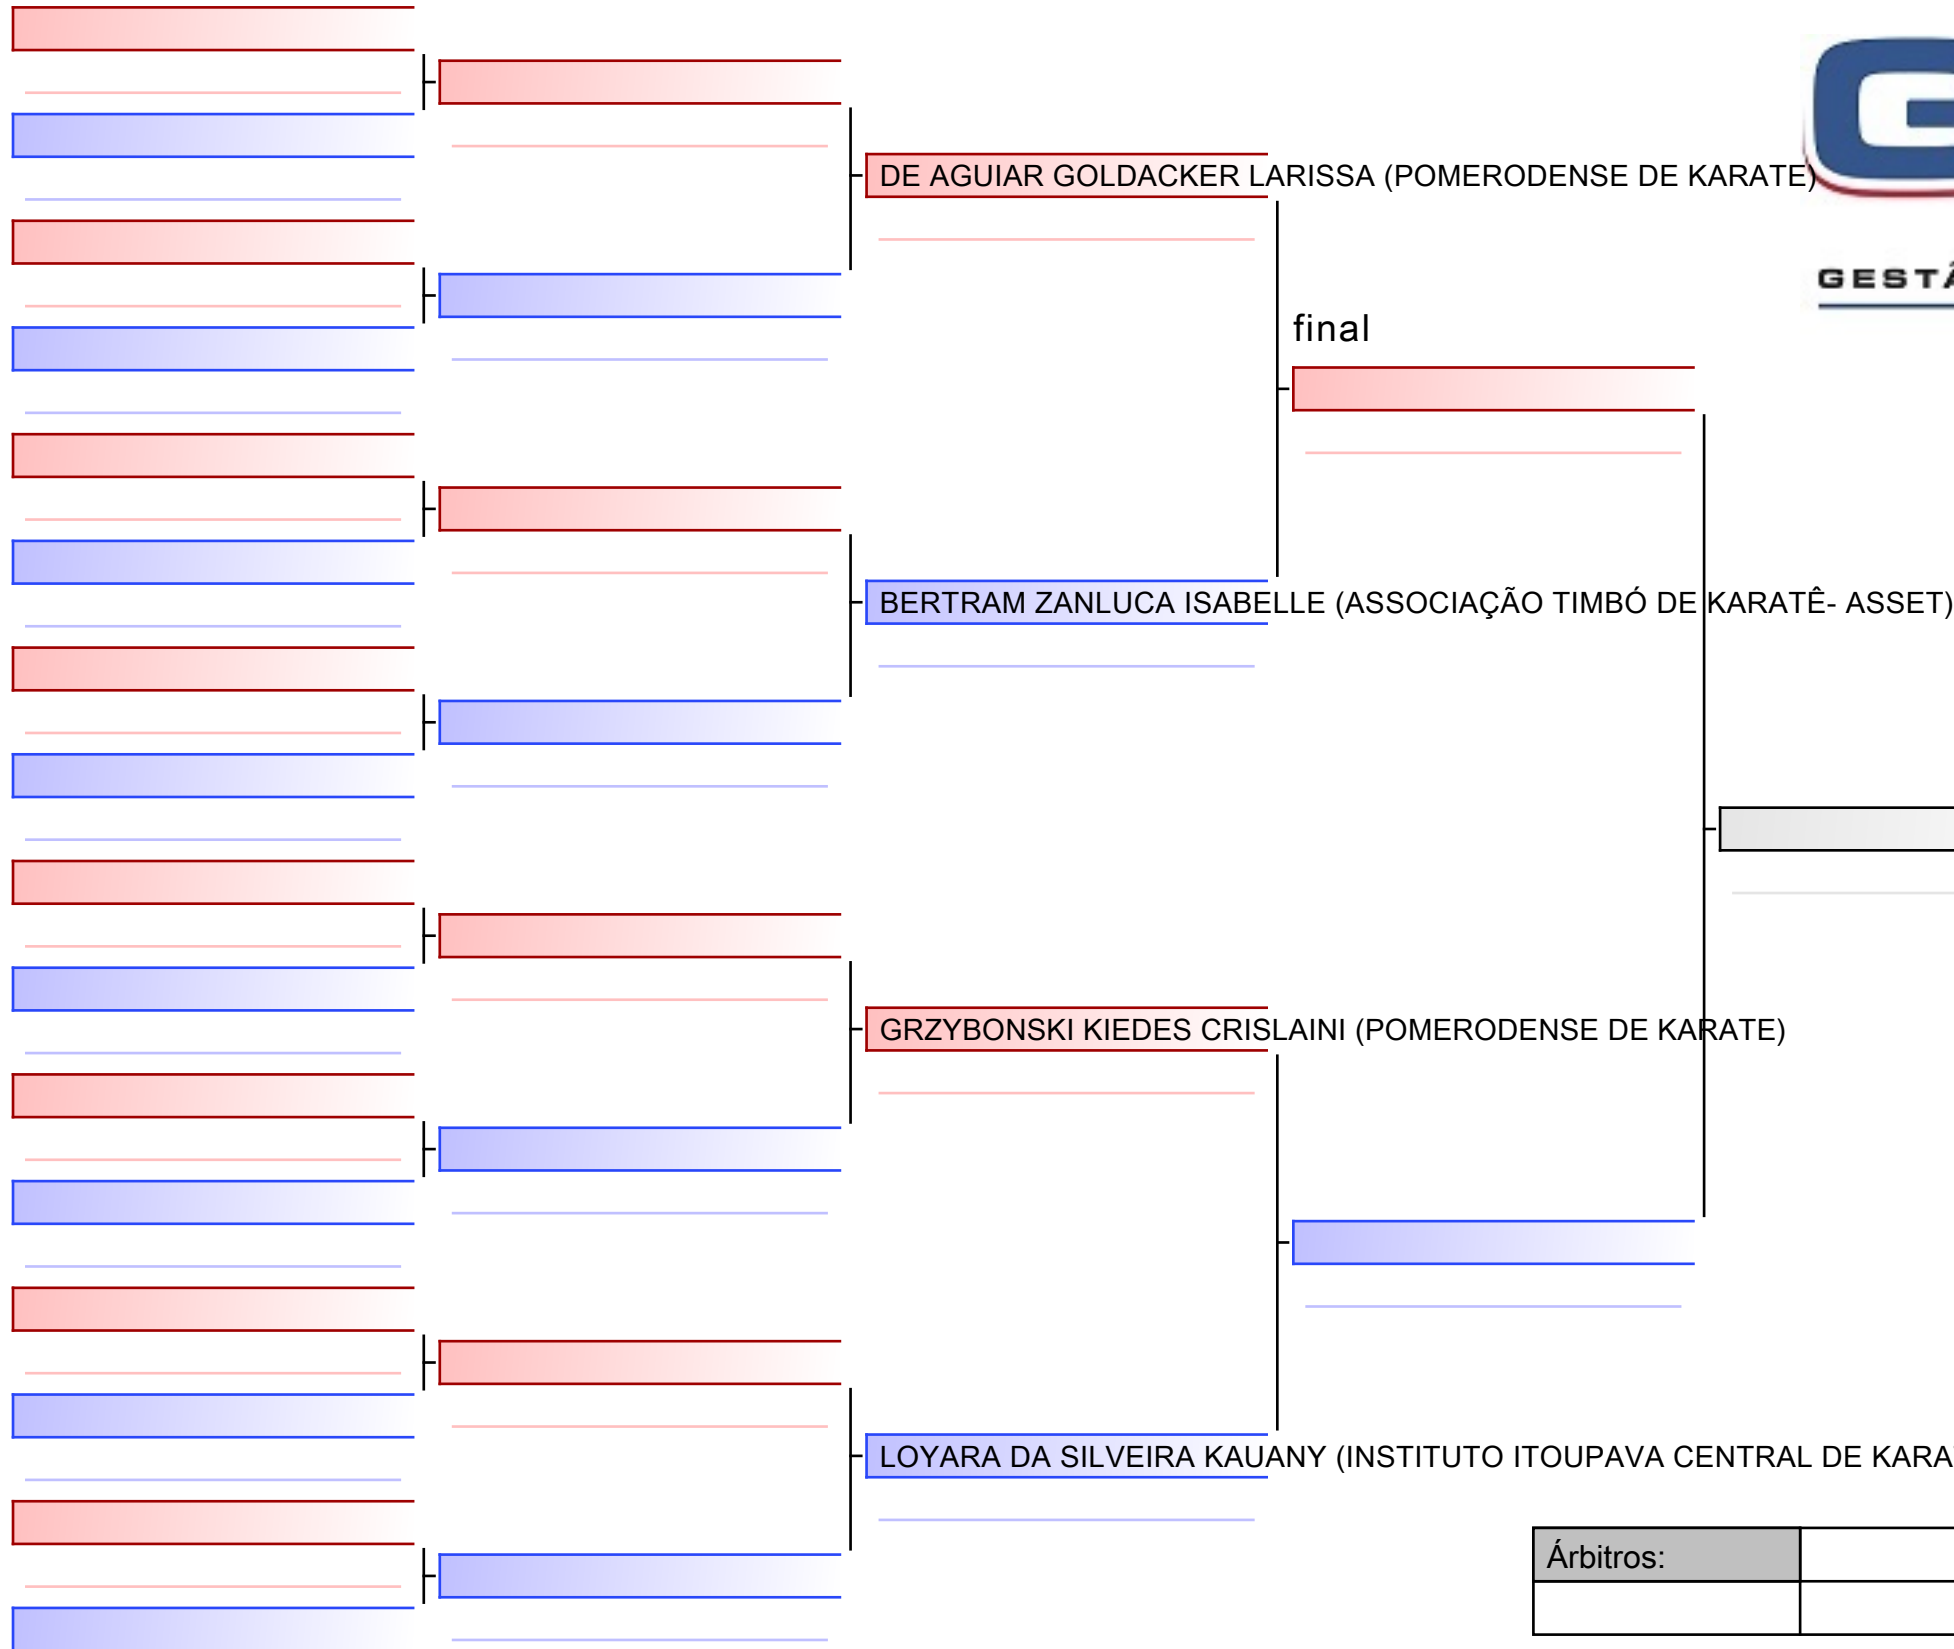 DE AGUIAR GOLDACKER LARISSA (POMERODENSE DE KARATE)
final
BERTRAM ZANLUCA ISABELLE (ASSOCIAÇÃO TIMBÓ DE KARATÊ- ASSET)
GRZYBONSKI KIEDES CRISLAINI (POMERODENSE DE KARATE)
LOYARA DA SILVEIRA KAUANY (INSTITUTO ITOUPAVA CENTRAL DE
Árbitros: